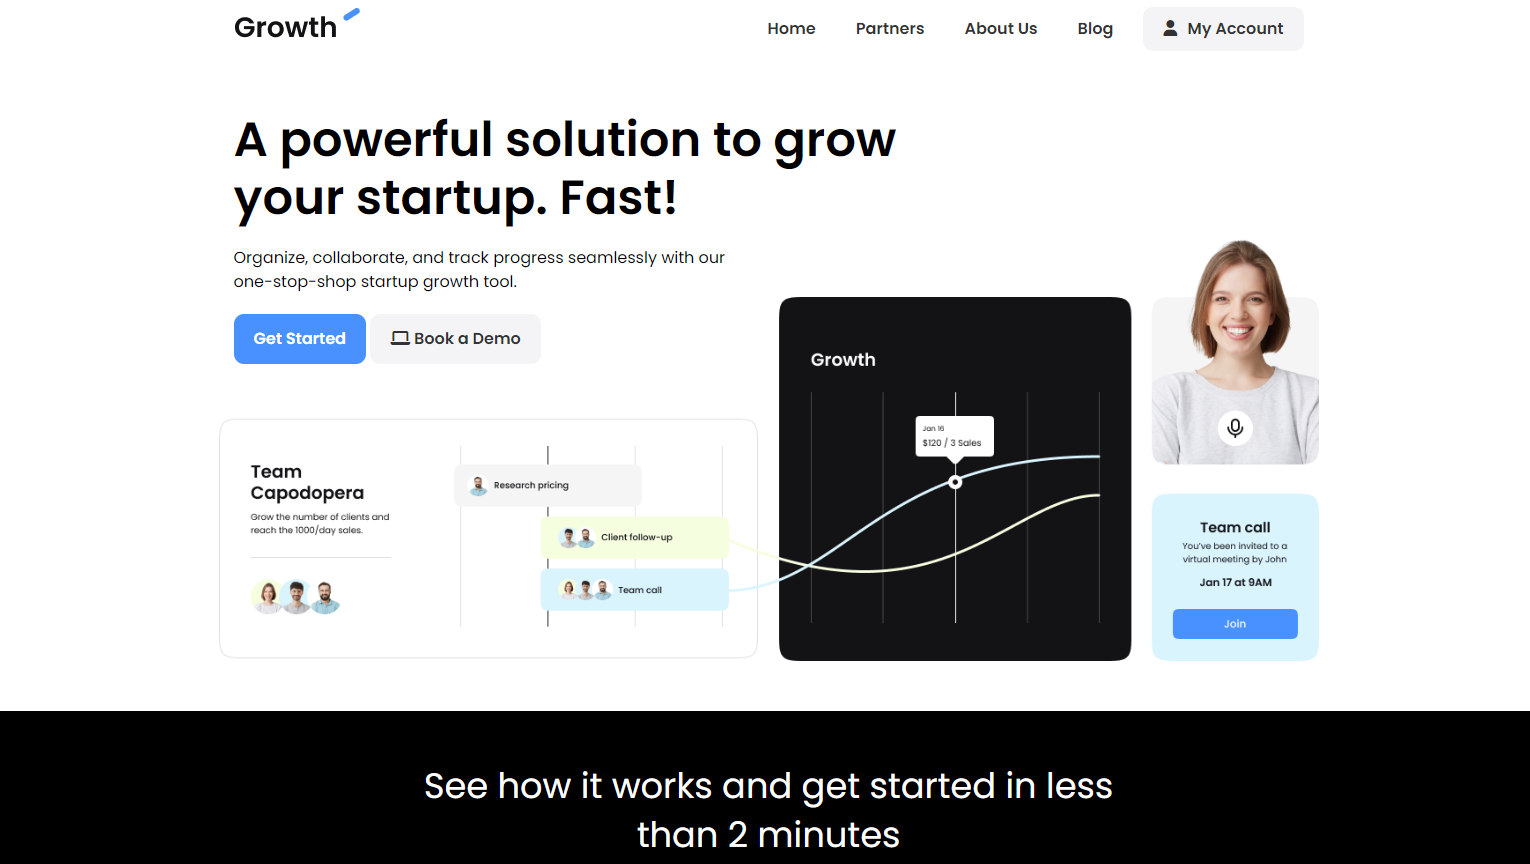 Growth
Home
Partners
About Us
Blog
My Account
A powerful solution to grow
your startup. Fast!
Organize, collaborate, and track progress seamlessly with our
one-stop-shop startup growth tool.
Get Started
Book a Demo
Team
Capodopera
Grow the number of clients and
reach the 1000/day sales.
Research pricing
Client follow-up
Team call
Growth
Jan 16
$120 / 3 Sales
Team call
You've been invited to a
virtual meeting by John
Jan 17 at 9AM
Join
See how it works and get started in less
than 2 minutes